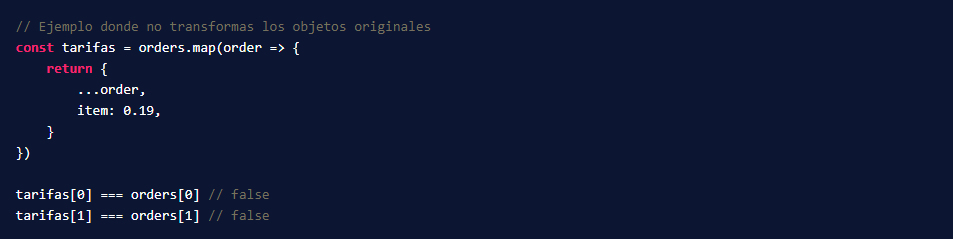 // Ejemplo donde no transformas los objetos originales
const tarifas = orders.map(order => {
    return {
        ...order,
        item: 0.19,
    }
})

tarifas[0] === orders[0] // false
tarifas[1] === orders[1] // false